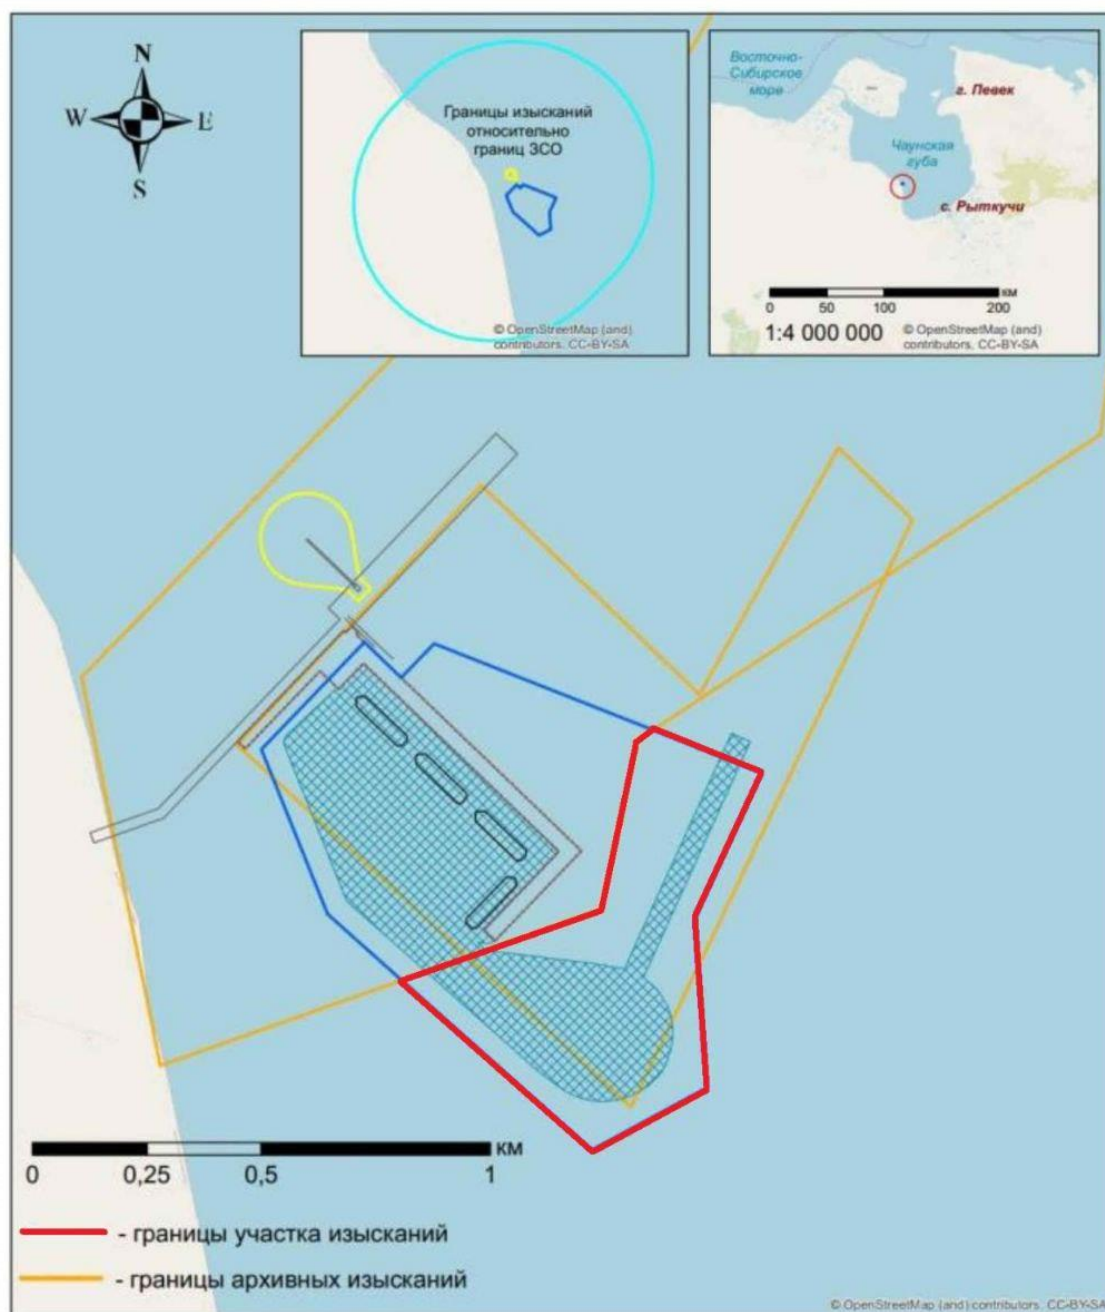 N
W
E
S
Границы изысканий
относительно
границ ЗСО
© OpenStreetMap (and)
contributors, CC-BY-SA
Восточно-
Сибирское
море
г. Певек
Чаунская
губа
с. Рыткучи
км
0 50 100 200
1:4 000 000
© OpenStreetMap (and)
contributors, CC-BY-SA
км
0 0,25 0,5 1
- границы участка изысканий
- границы архивных изысканий
© OpenStreetMap (and) contributors, CC-BY-SA